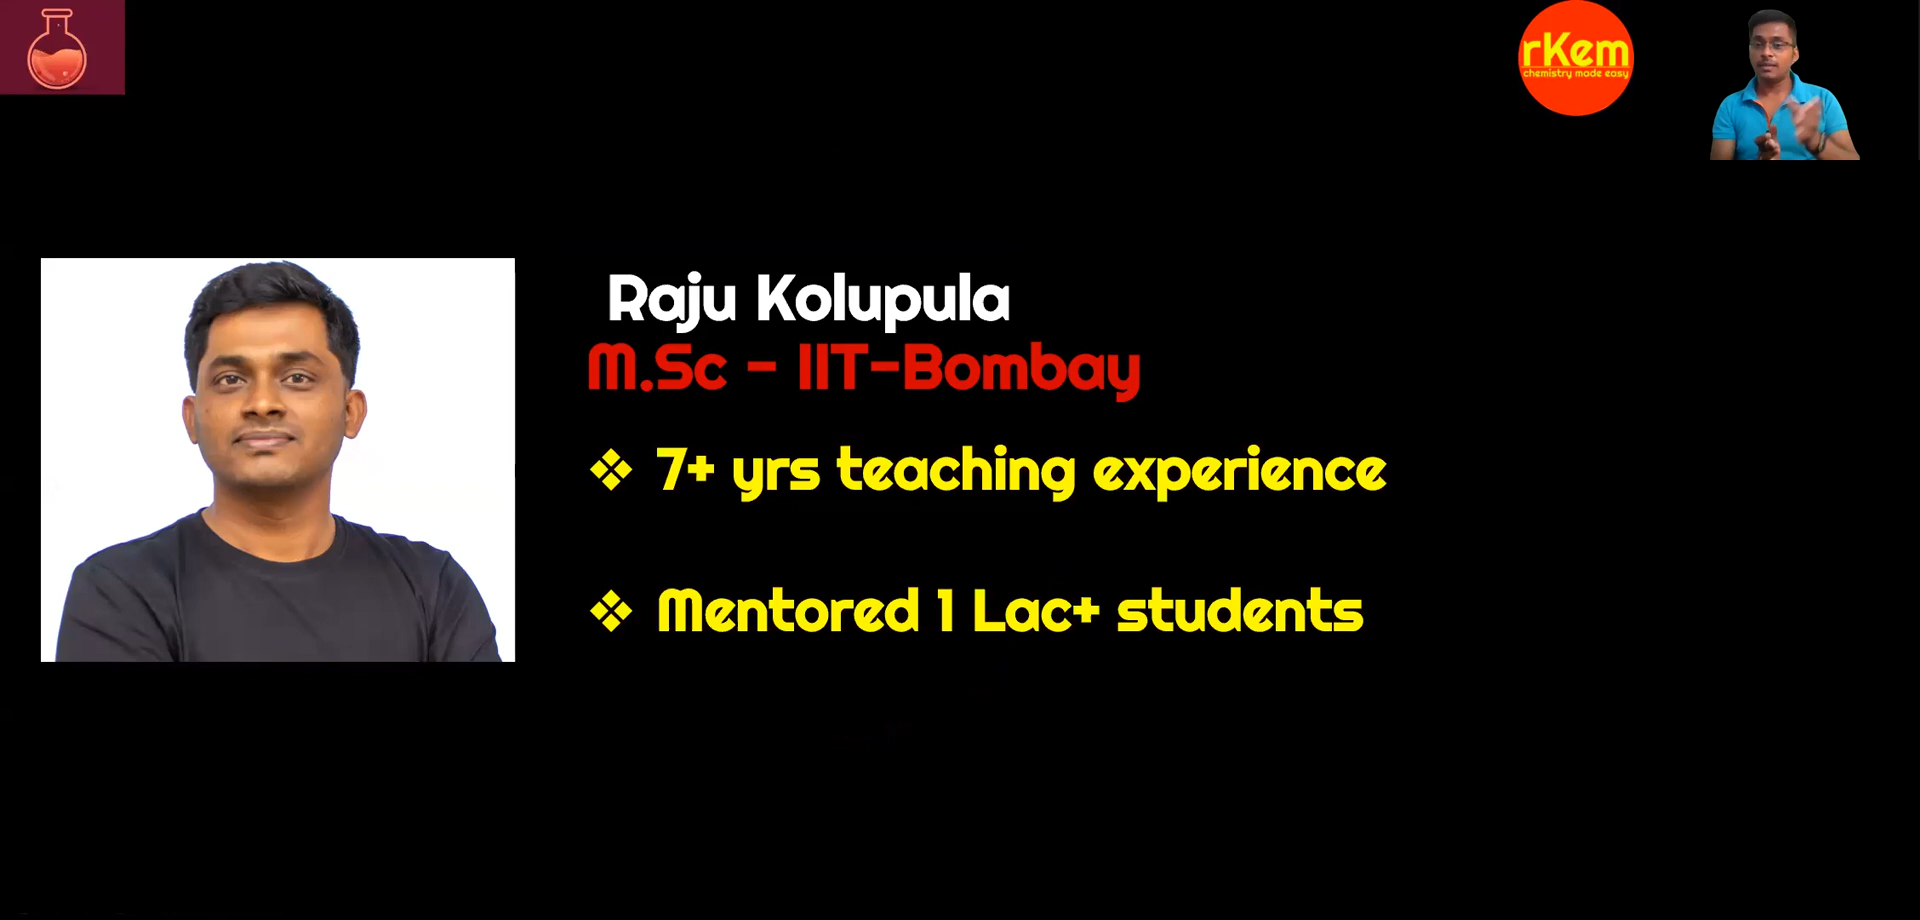 rKem
chemistry made easy
Raju Kolupula
M.Sc - IIT-Bombay
❖ 7+ yrs teaching experience
❖ Mentored 1 Lac+ students